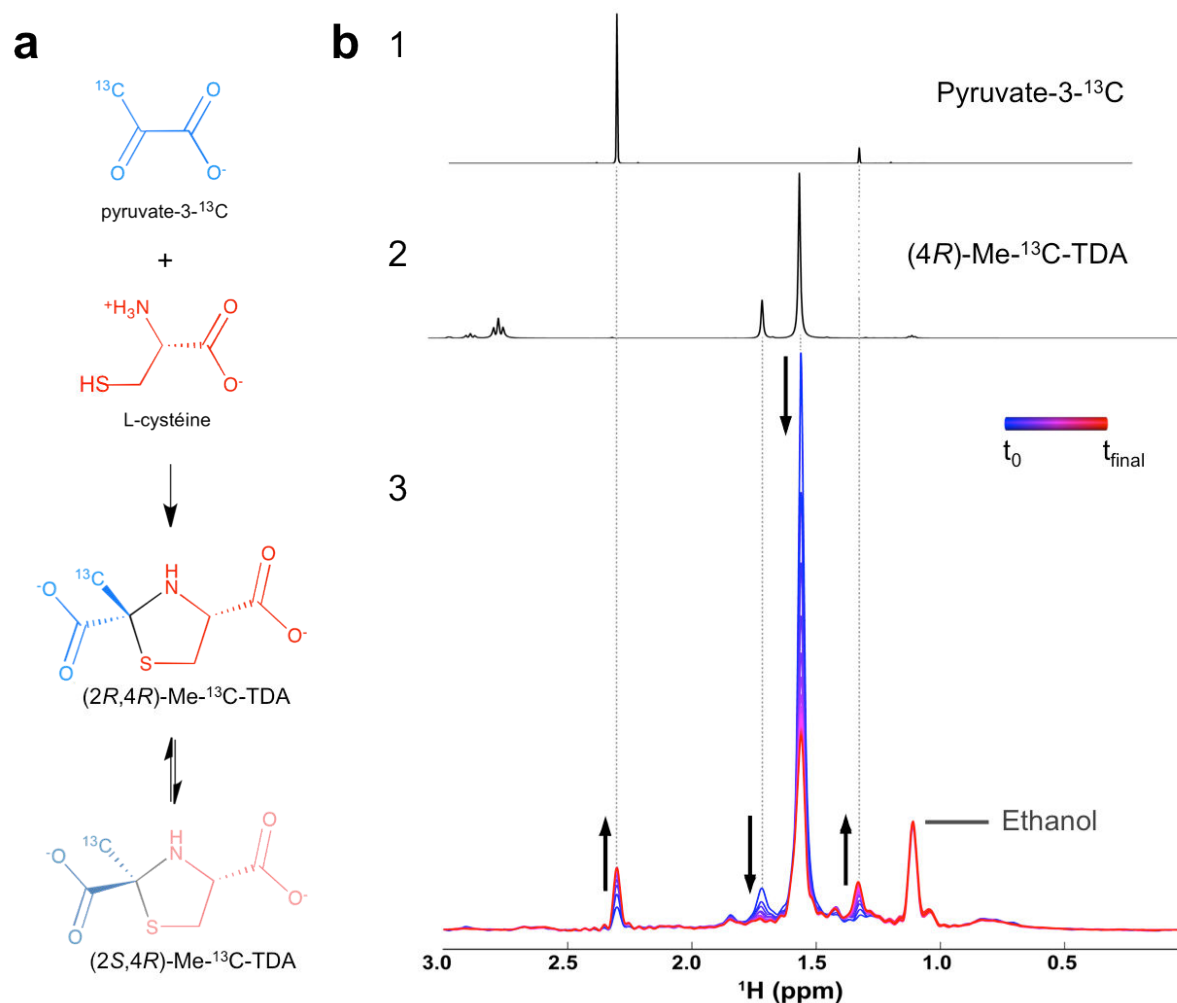 a
¹³C
O
O
O⁻
pyruvate-3-¹³C
+
⁺H₃N
O
HS
O⁻
L-cystéine
⁻O
¹³C
H
N
O
O
S
O⁻
(2R,4R)-Me-¹³C-TDA
⁻O
¹³C
H
N
O
O
S
O⁻
(2S,4R)-Me-¹³C-TDA
b
1
Pyruvate-3-¹³C
2
(4R)-Me-¹³C-TDA
3
t₀
t_final
Ethanol
3.0
2.5
2.0
1.5
1.0
0.5
¹H (ppm)